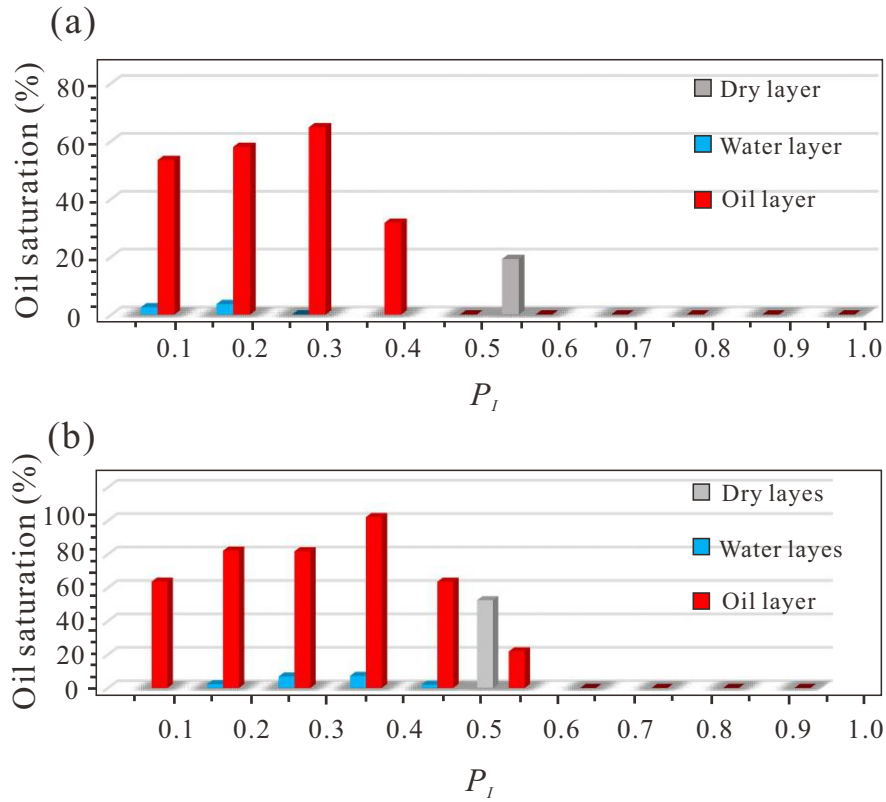 (a)
Oil saturation (%)
80
60
40
20
0
Dry layer
Water layer
Oil layer
0.1 0.2 0.3 0.4 0.5 0.6 0.7 0.8 0.9 1.0
P_I
(b)
Oil saturation (%)
100
80
60
40
20
0
Dry layes
Water layes
Oil layer
0.1 0.2 0.3 0.4 0.5 0.6 0.7 0.8 0.9 1.0
P_I